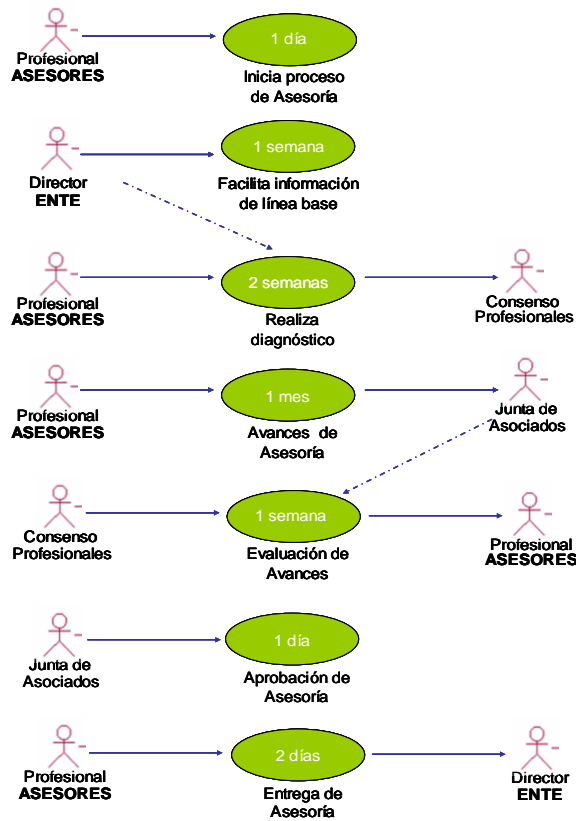 1 día
Profesional
ASESORES
Inicia proceso
de Asesoría
1 semana
Director
ENTE
Facilita información
de línea base
2 semanas
Profesional
ASESORES
Realiza
diagnóstico
Consenso
Profesionales
1 mes
Profesional
ASESORES
Avances de
Asesoría
Junta de
Asociados
1 semana
Consenso
Profesionales
Evaluación de
Avances
Profesional
ASESORES
1 día
Junta de
Asociados
Aprobación de
Asesoría
2 días
Profesional
ASESORES
Entrega de
Asesoría
Director
ENTE